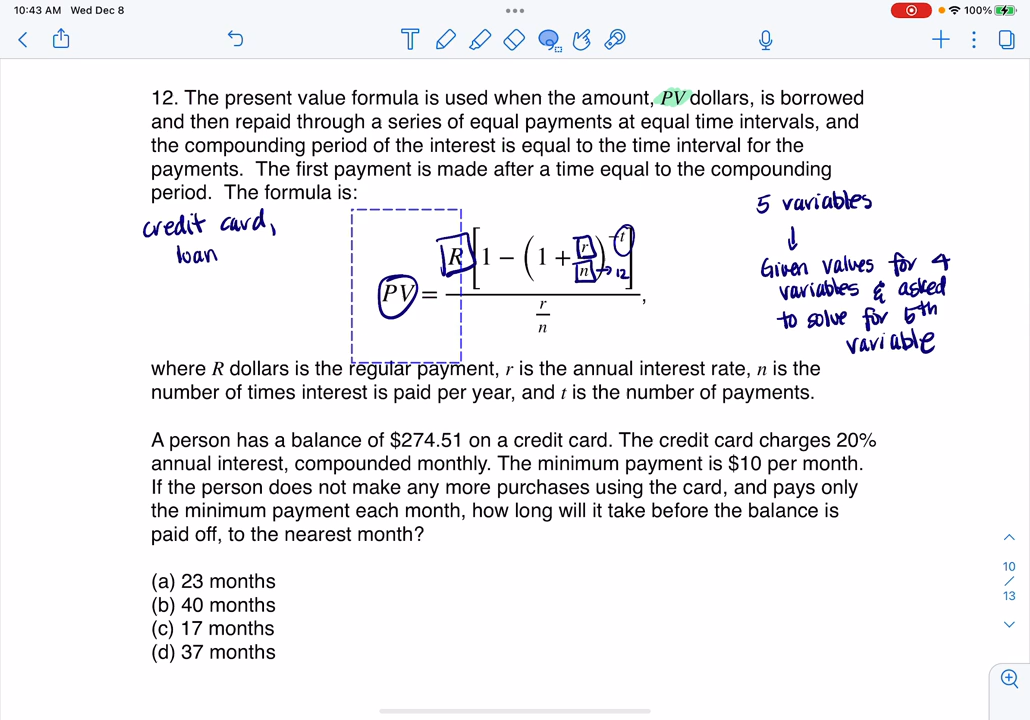 10:43 AM Wed Dec 8
100%
12. The present value formula is used when the amount, PV dollars, is borrowed
and then repaid through a series of equal payments at equal time intervals, and
the compounding period of the interest is equal to the time interval for the
payments. The first payment is made after a time equal to the compounding
period. The formula is:
credit card,
loan
PV = R[1 − (1 + r/n)^−t] / (r/n),
→ 12
5 variables
↓
Given values for 4
variables & asked
to solve for 5th
variable
where R dollars is the regular payment, r is the annual interest rate, n is the
number of times interest is paid per year, and t is the number of payments.
A person has a balance of $274.51 on a credit card. The credit card charges 20%
annual interest, compounded monthly. The minimum payment is $10 per month.
If the person does not make any more purchases using the card, and pays only
the minimum payment each month, how long will it take before the balance is
paid off, to the nearest month?
(a) 23 months
(b) 40 months
(c) 17 months
(d) 37 months
10
/
13